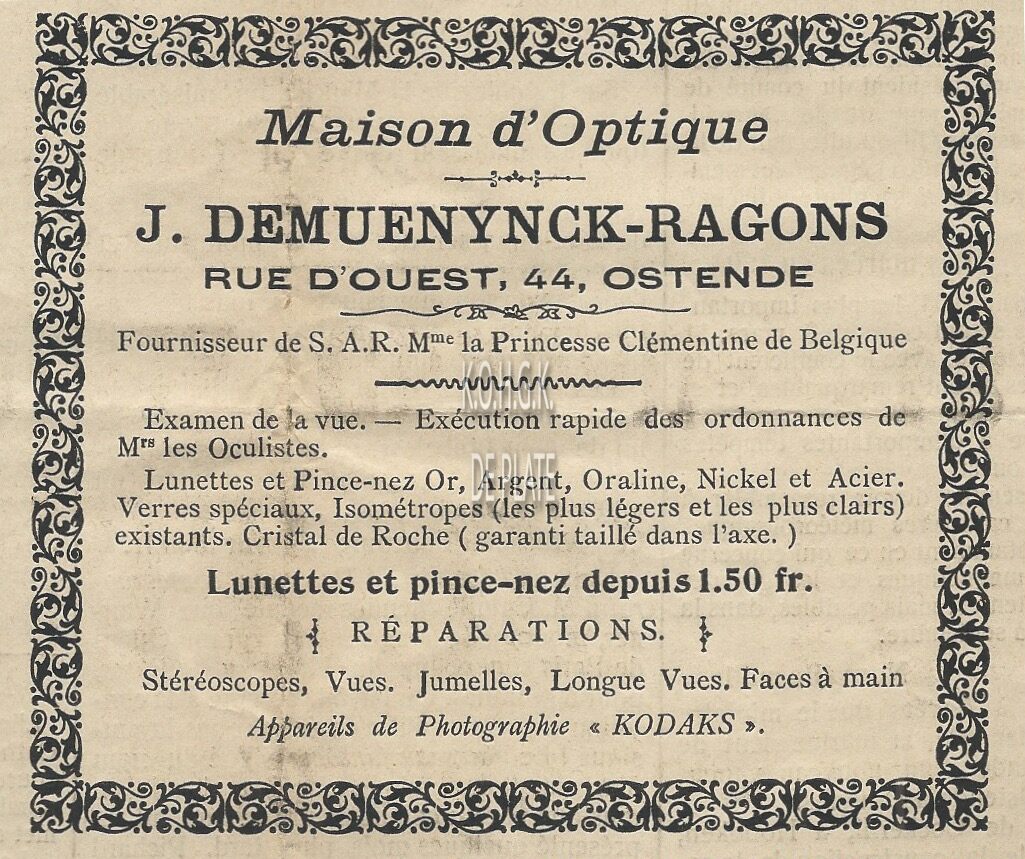 Maison d'Optique
J. DEMUENYNCK-RAGONS
RUE D'OUEST, 44, OSTENDE
Fournisseur de S. A.R. Mme la Princesse Clémentine de Belgique
Examen de la vue. — Exécution rapide des ordonnances de
Mrs les Oculistes.
Lunettes et Pince-nez Or, Argent, Oraline, Nickel et Acier.
Verres spéciaux, Isométropes (les plus légers et les plus clairs)
existants. Cristal de Roche ( garanti taillé dans l'axe. )
Lunettes et pince-nez depuis 1.50 fr.
RÉPARATIONS.
Stéréoscopes, Vues. Jumelles, Longue Vues. Faces à main
Appareils de Photographie « KODAKS ».
K.O.H.G.K.
DE PLATE